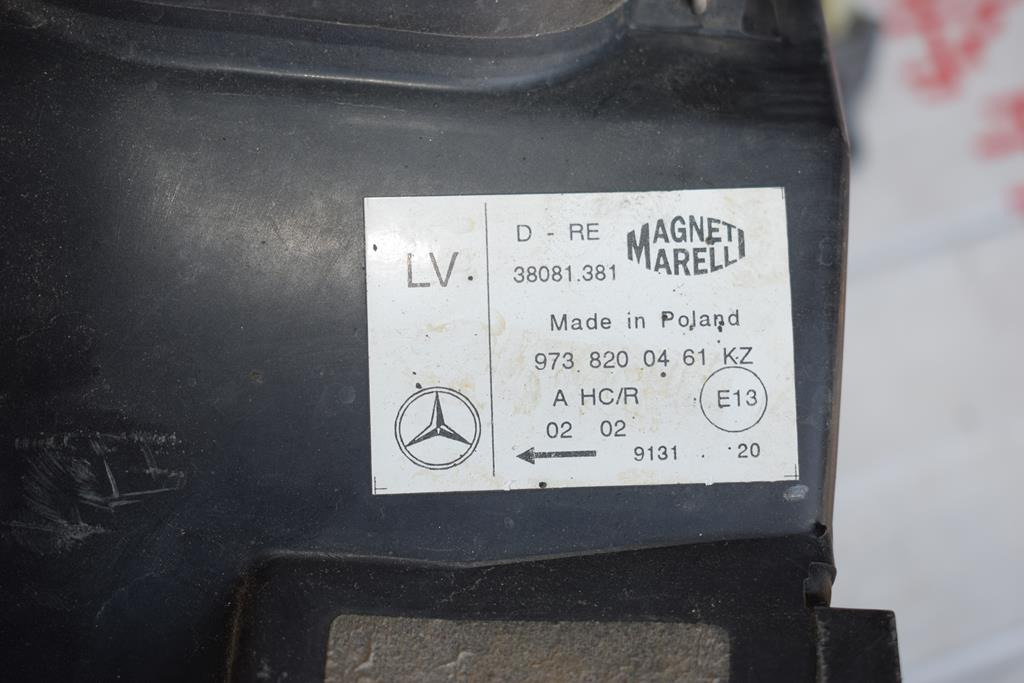 LV
D - RE
MAGNETI
MARELLI
38081.381
Made in Poland
973 820 04 61 KZ
A HC/R
E13
02 02
9131 . 20